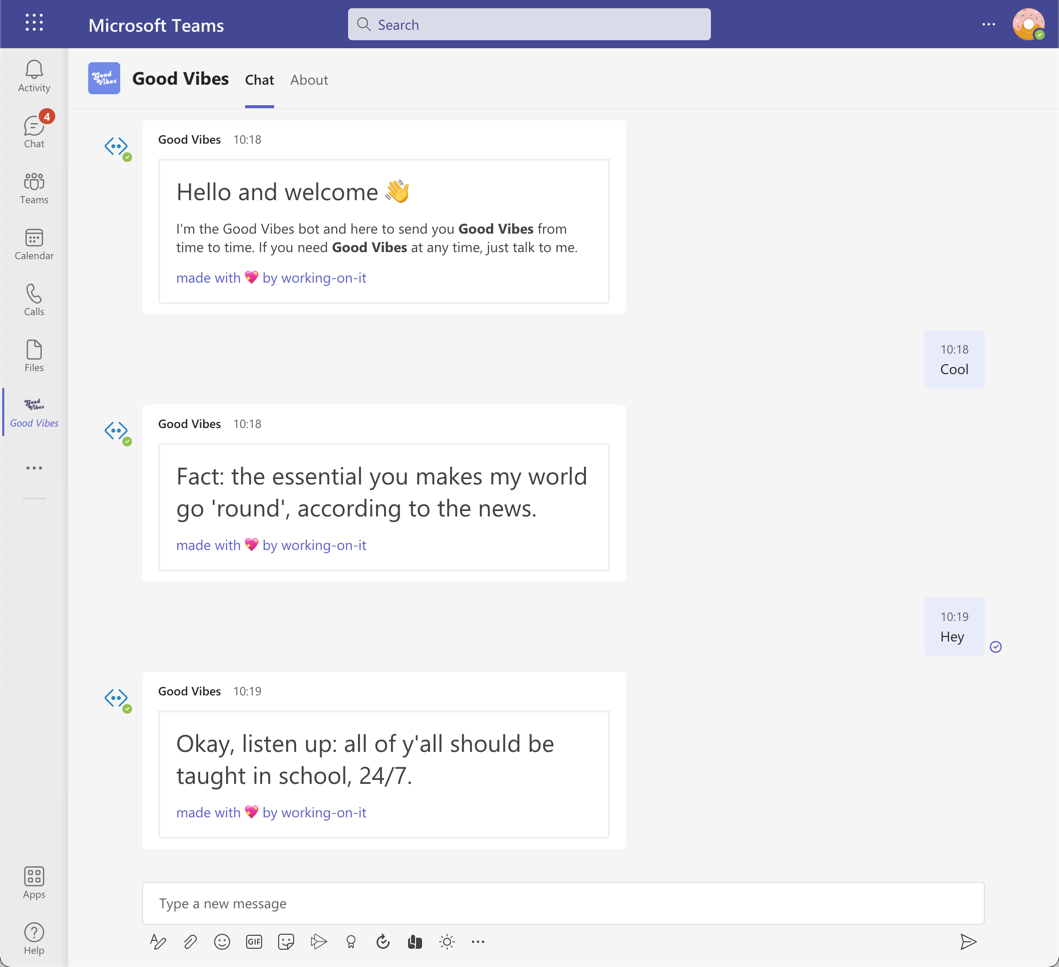 Microsoft Teams
Search
Activity
4
Chat
Teams
Calendar
Calls
Files
Good Vibes
Good Vibes
Apps
Help
Good Vibes
Good Vibes Chat About
Good Vibes 10:18
Hello and welcome 👋
I'm the Good Vibes bot and here to send you Good Vibes from
time to time. If you need Good Vibes at any time, just talk to me.
made with 💖 by working-on-it
10:18
Cool
Good Vibes 10:18
Fact: the essential you makes my world
go 'round', according to the news.
made with 💖 by working-on-it
10:19
Hey
Good Vibes 10:19
Okay, listen up: all of y'all should be
taught in school, 24/7.
made with 💖 by working-on-it
Type a new message
GIF